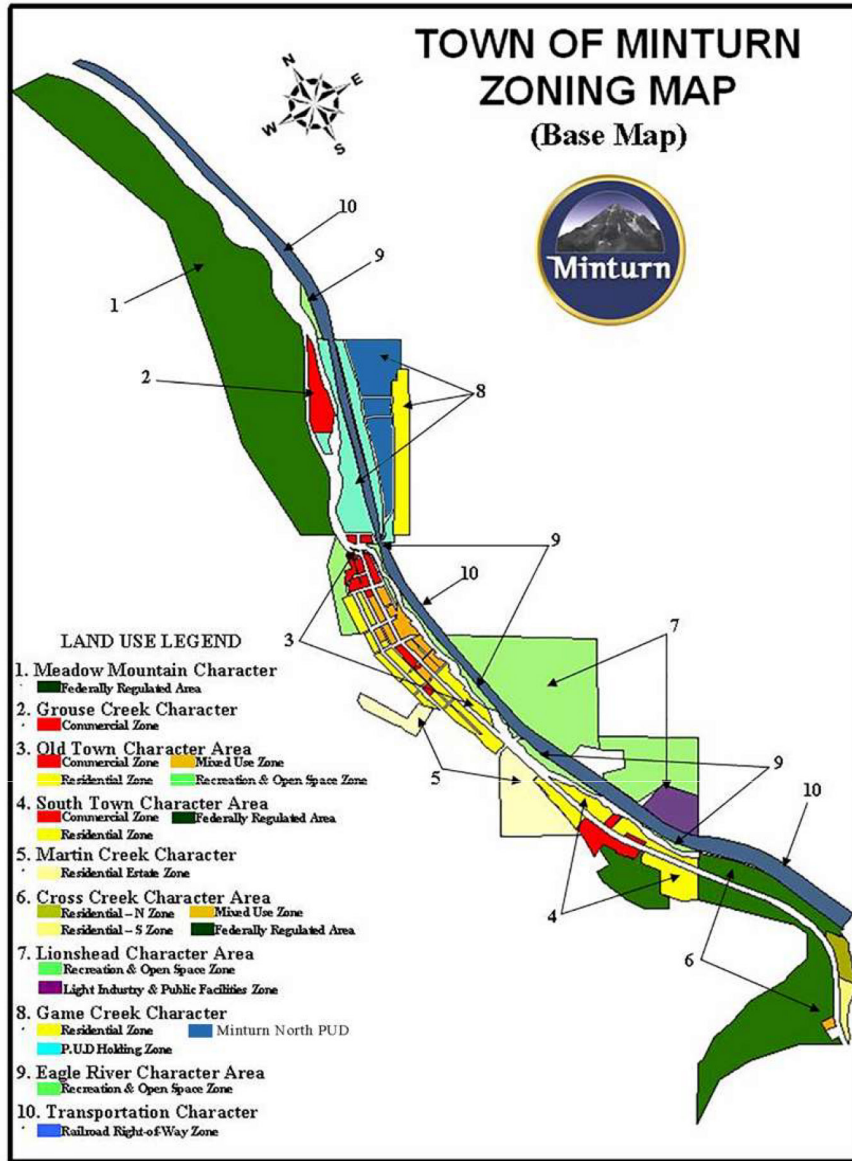 TOWN OF MINTURN
ZONING MAP
(Base Map)
N
E
W
S
Minturn
10
9
1
2
8
9
10
3
7
5
9
10
4
6
LAND USE LEGEND
1. Meadow Mountain Character
Federally Regulated Area
2. Grouse Creek Character
Commercial Zone
3. Old Town Character Area
Commercial Zone Mixed Use Zone
Residential Zone Recreation & Open Space Zone
4. South Town Character Area
Commercial Zone Federally Regulated Area
Residential Zone
5. Martin Creek Character
Residential Estate Zone
6. Cross Creek Character Area
Residential – N Zone Mixed Use Zone
Residential – S Zone Federally Regulated Area
7. Lionshead Character Area
Recreation & Open Space Zone
Light Industry & Public Facilities Zone
8. Game Creek Character
Residential Zone Minturn North PUD
P.U.D Holding Zone
9. Eagle River Character Area
Recreation & Open Space Zone
10. Transportation Character
Railroad Right-of-Way Zone